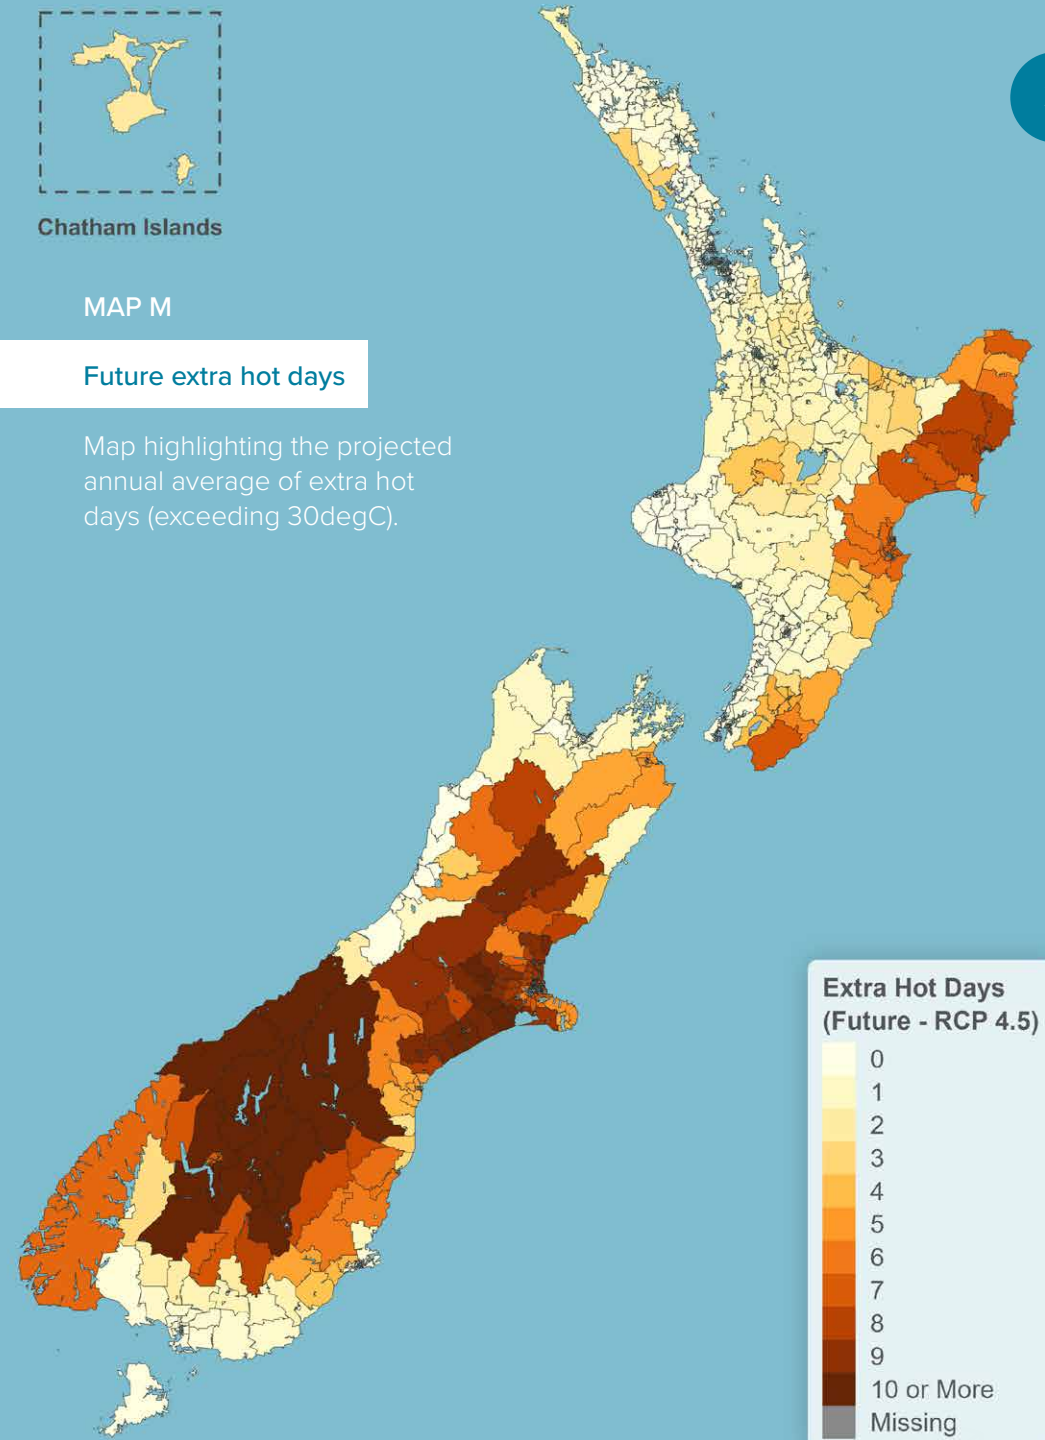 Chatham Islands
MAP M
Future extra hot days
Map highlighting the projected
annual average of extra hot
days (exceeding 30degC).
Extra Hot Days
(Future - RCP 4.5)
0
1
2
3
4
5
6
7
8
9
10 or More
Missing